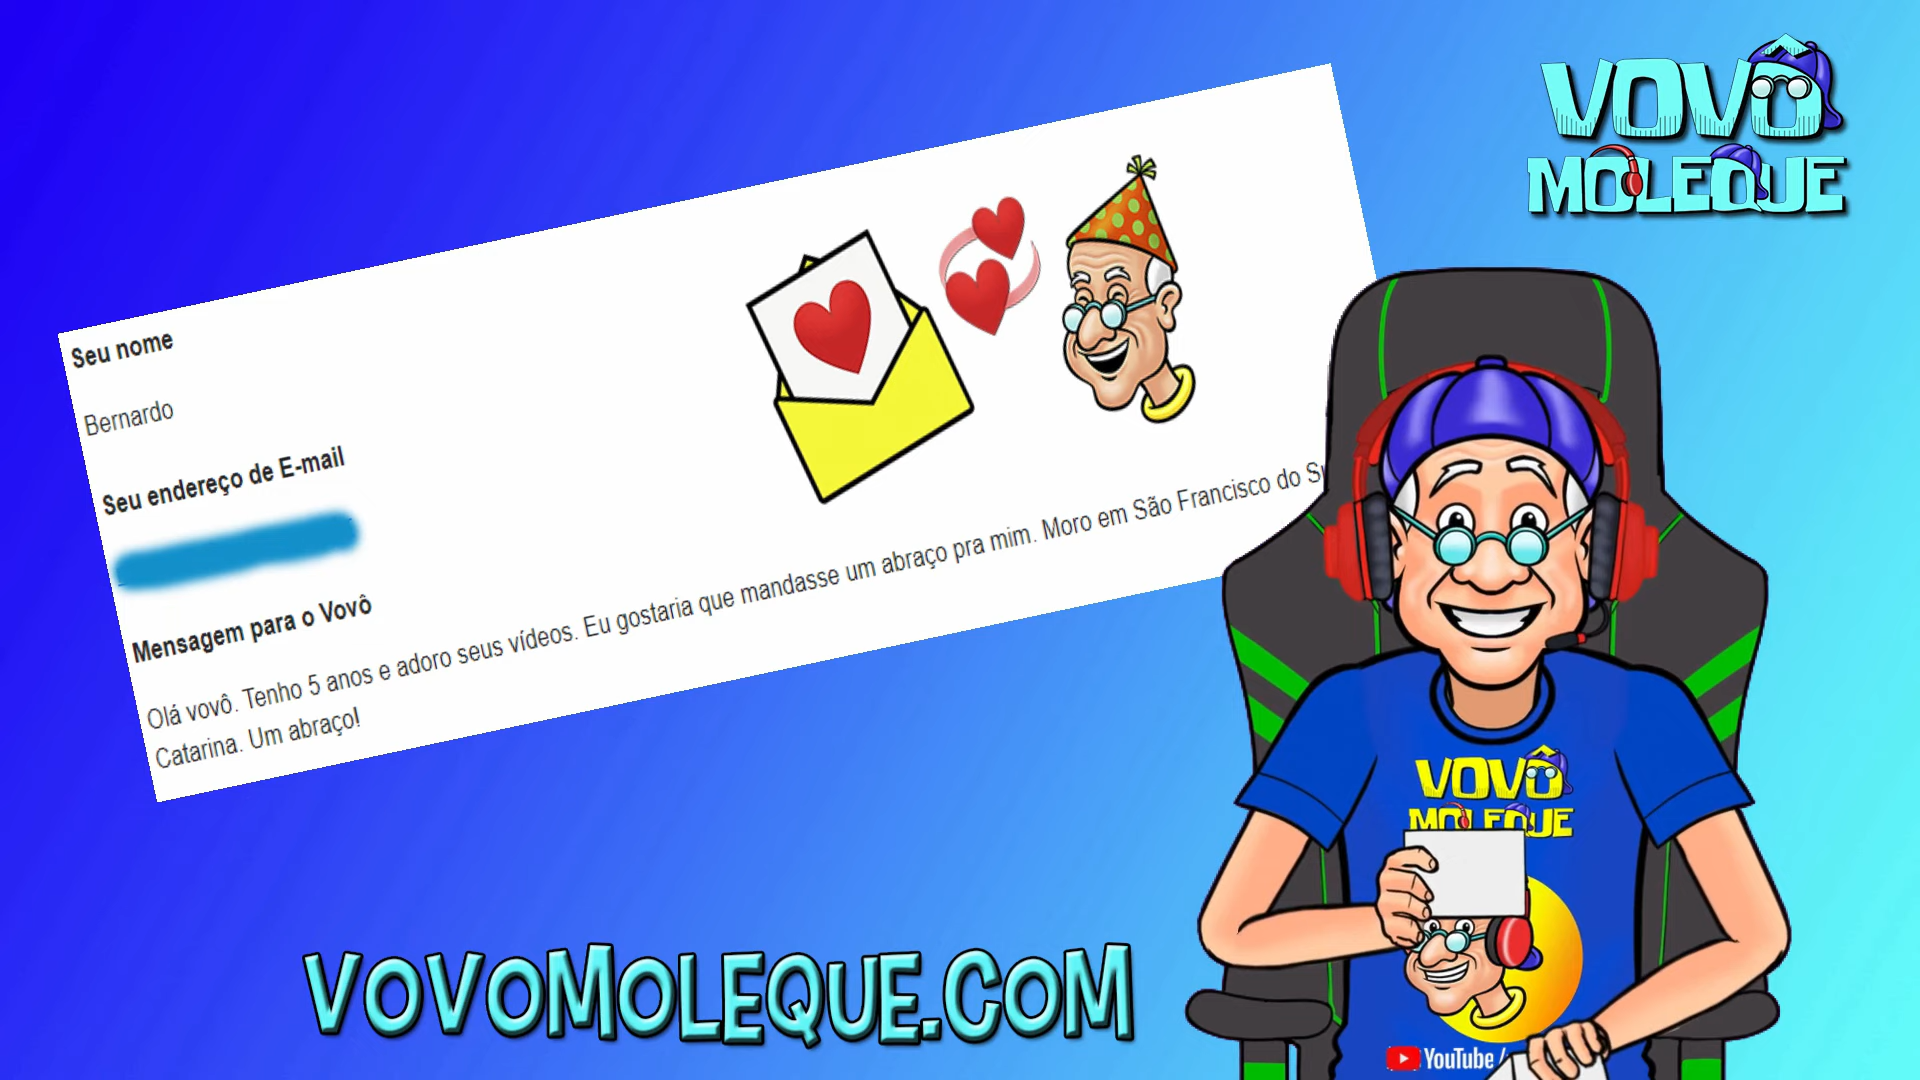 VOVÔ
MOLEQUE
Seu nome
Bernardo
Seu endereço de E-mail
Mensagem para o Vovô
Olá vovô. Tenho 5 anos e adoro seus vídeos. Eu gostaria que mandasse um abraço pra mim. Moro em São Francisco do
Catarina. Um abraço!
VOVÔ
MOLEQUE
YouTube /
VOVOMOLEQUE.COM